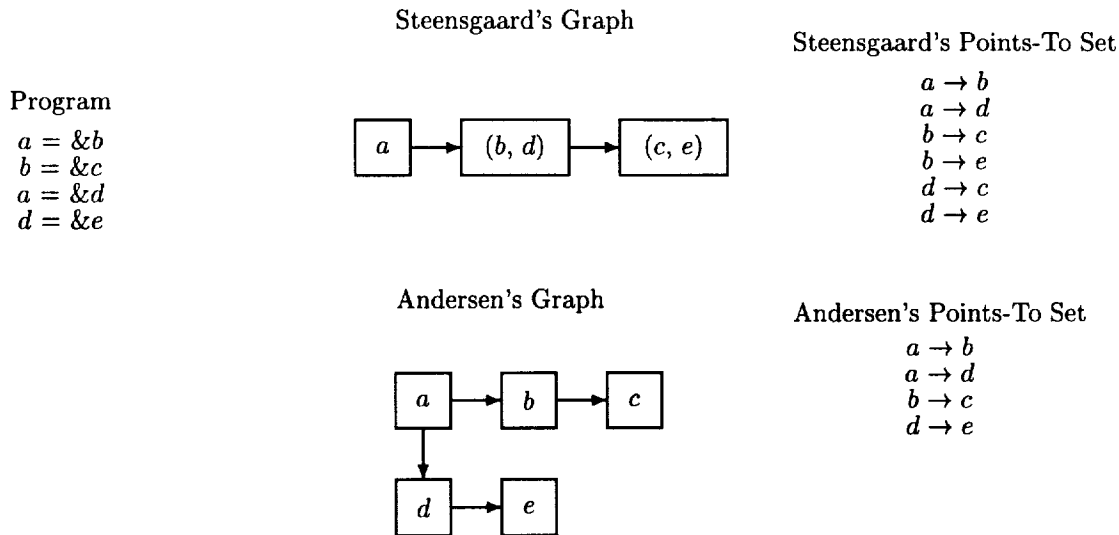 Steensgaard's Graph
Steensgaard's Points-To Set
Program
a = &b
b = &c
a = &d
d = &e
a
(b, d)
(c, e)
a → b
a → d
b → c
b → e
d → c
d → e
Andersen's Graph
Andersen's Points-To Set
a
b
c
d
e
a → b
a → d
b → c
d → e